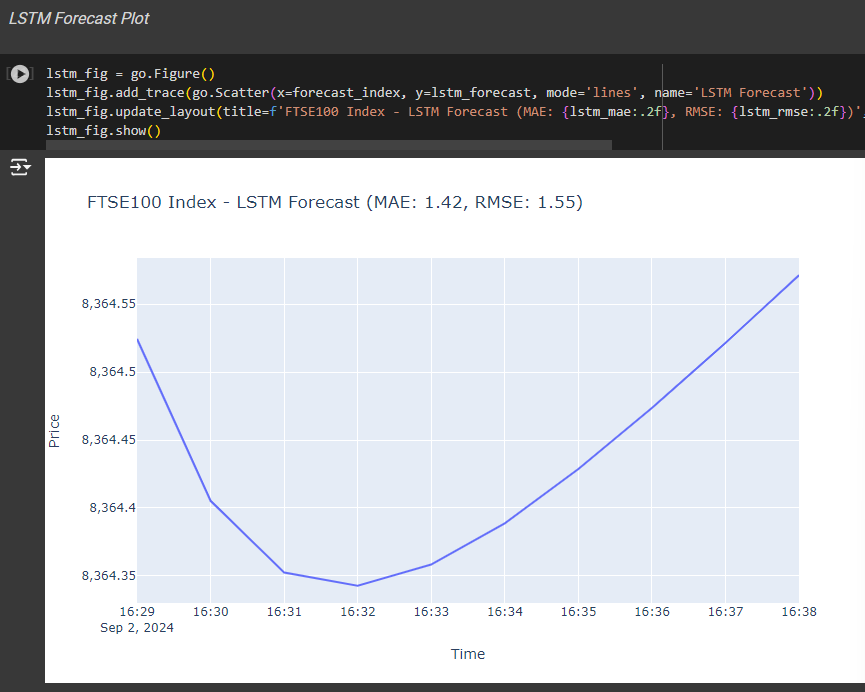 LSTM Forecast Plot
lstm_fig = go.Figure()
lstm_fig.add_trace(go.Scatter(x=forecast_index, y=lstm_forecast, mode='lines', name='LSTM Forecast'))
lstm_fig.update_layout(title=f'FTSE100 Index - LSTM Forecast (MAE: {lstm_mae:.2f}, RMSE: {lstm_rmse:.2f})',
lstm_fig.show()
FTSE100 Index - LSTM Forecast (MAE: 1.42, RMSE: 1.55)
8,364.55
8,364.5
8,364.45
8,364.4
8,364.35
Price
16:29 16:30 16:31 16:32 16:33 16:34 16:35 16:36 16:37 16:38
Sep 2, 2024
Time